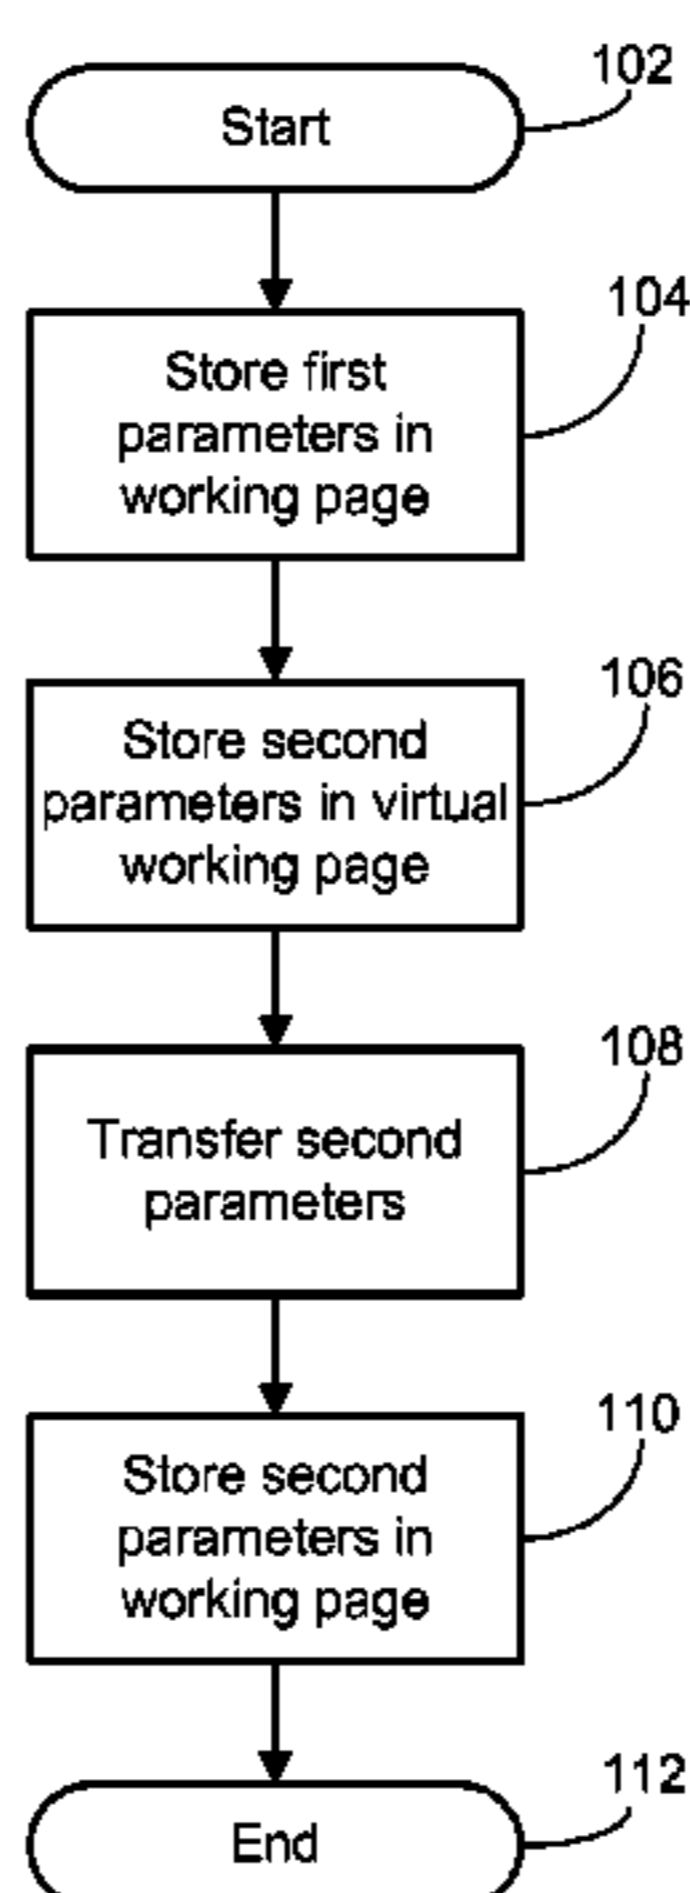 102
Start
104
Store first
parameters in
working page
106
Store second
parameters in virtual
working page
108
Transfer second
parameters
110
Store second
parameters in
working page
112
End